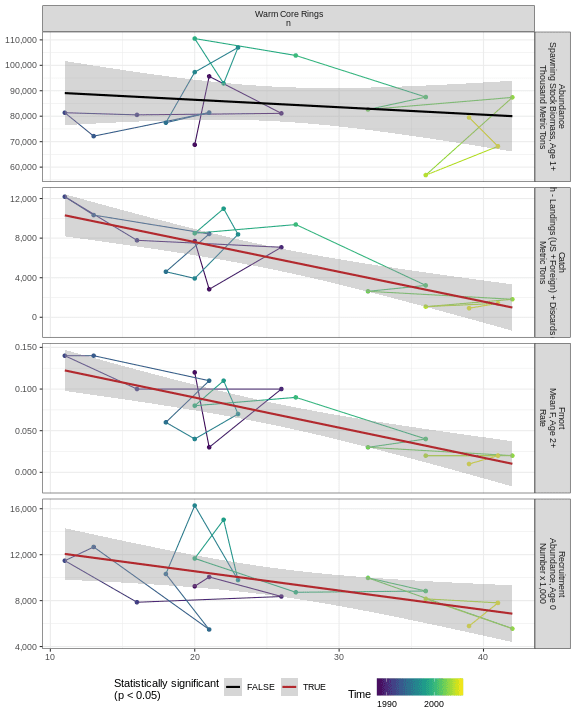 Warm Core Rings
n
110,000
100,000
90,000
80,000
70,000
60,000
Abundance
Spawning Stock Biomass, Age 1+
Thousand Metric Tons
12,000
8,000
4,000
0
Catch
h - Landings (US +Foreign) + Discards
Metric Tons
0.150
0.100
0.050
0.000
Fmort
Mean F, Age 2+
Rate
16,000
12,000
8,000
4,000
Recruitment
Abundance, Age 0
Number x 1,000
10 20 30 40
Statistically significant
(p < 0.05)
FALSE TRUE
Time
1990 2000